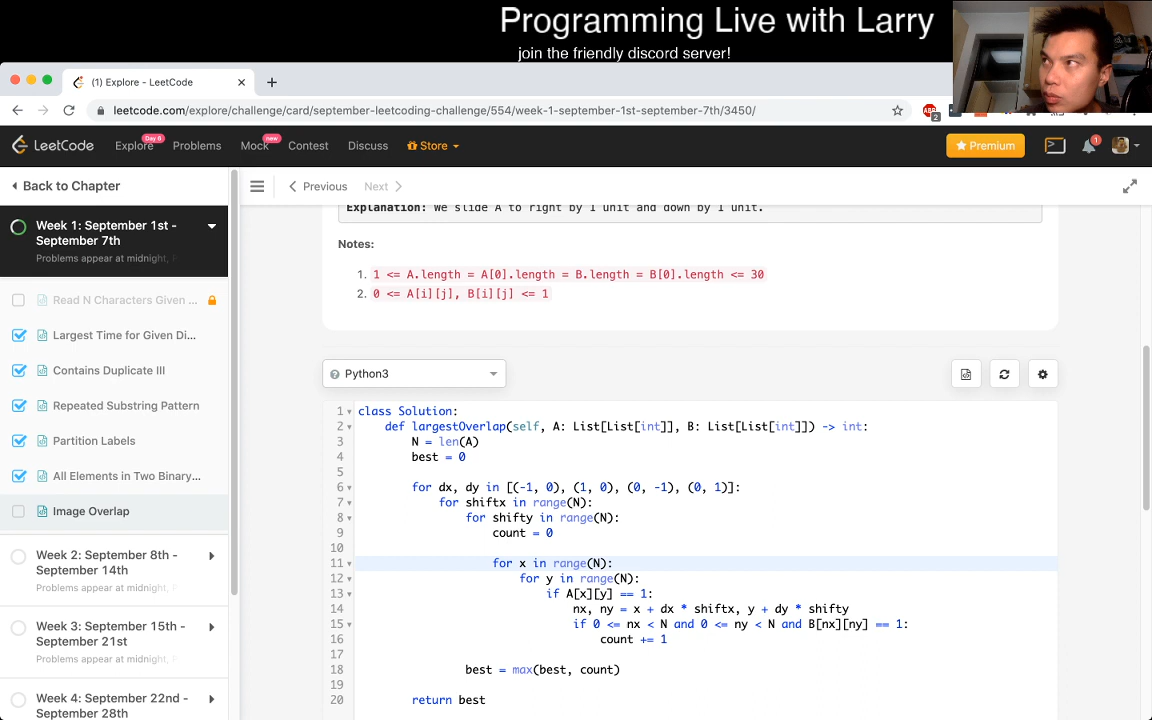 Programming Live with Larry
join the friendly discord server!
(1) Explore - LeetCode
leetcode.com/explore/challenge/card/september-leetcoding-challenge/554/week-1-september-1st-september-7th/3450/
ABP
2
LeetCode
Explore
Day 6
Problems
Mock
new
Contest
Discuss
Store
Premium
1
Back to Chapter
Previous
Next
Week 1: September 1st -
September 7th
Problems appear at midnight,
Read N Characters Given ...
Largest Time for Given Di...
Contains Duplicate III
Repeated Substring Pattern
Partition Labels
All Elements in Two Binary...
Image Overlap
Week 2: September 8th -
September 14th
Problems appear at midnight,
Week 3: September 15th -
September 21st
Problems appear at midnight,
Week 4: September 22nd -
September 28th
Explanation: We slide A to right by 1 unit and down by 1 unit.
Notes:
1. 1 <= A.length = A[0].length = B.length = B[0].length <= 30
2. 0 <= A[i][j], B[i][j] <= 1
Python3
1 class Solution:
2 def largestOverlap(self, A: List[List[int]], B: List[List[int]]) -> int:
3 N = len(A)
4 best = 0
5
6 for dx, dy in [(-1, 0), (1, 0), (0, -1), (0, 1)]:
7 for shiftx in range(N):
8 for shifty in range(N):
9 count = 0
10
11 for x in range(N):
12 for y in range(N):
13 if A[x][y] == 1:
14 nx, ny = x + dx * shiftx, y + dy * shifty
15 if 0 <= nx < N and 0 <= ny < N and B[nx][ny] == 1:
16 count += 1
17
18 best = max(best, count)
19
20 return best